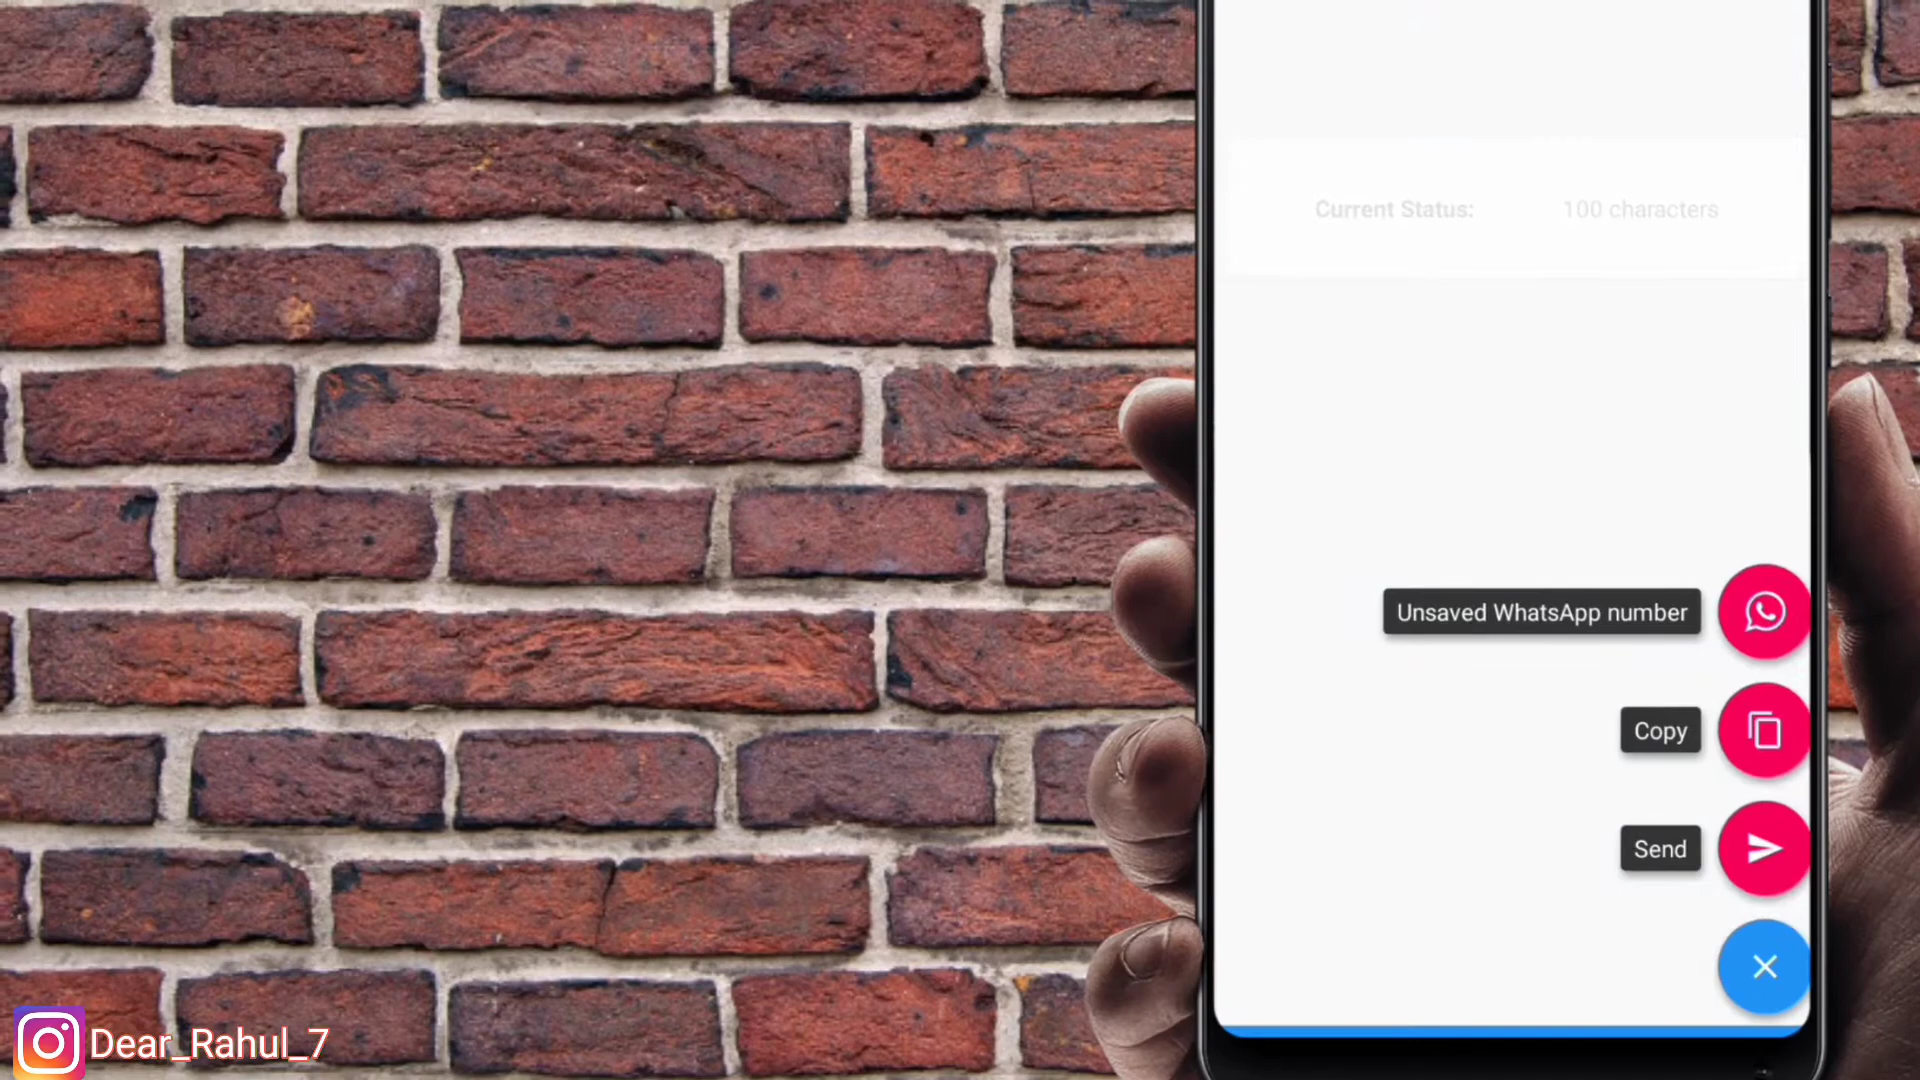 Current Status: 100 characters
Unsaved WhatsApp number
Copy
Send
Dear_Rahul_7